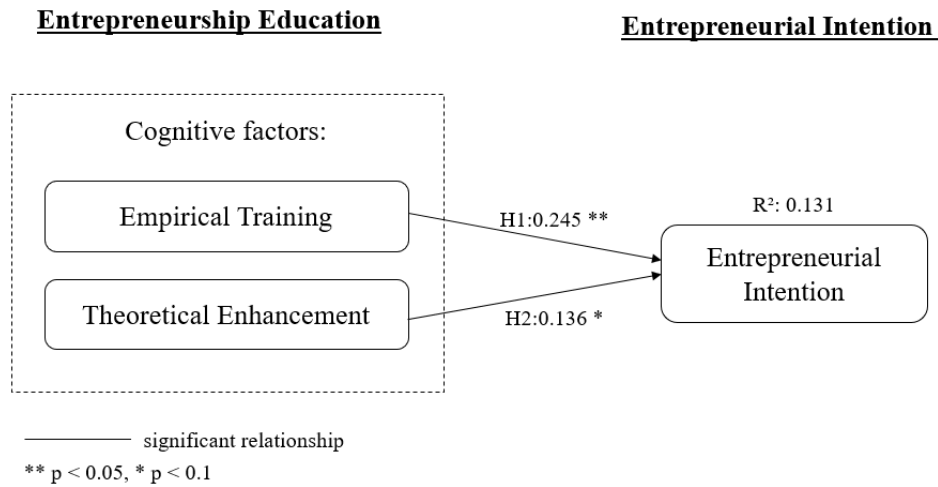 Entrepreneurship Education
Entrepreneurial Intention
Cognitive factors:
Empirical Training
Theoretical Enhancement
H1:0.245 **
H2:0.136 *
R²: 0.131
Entrepreneurial
Intention
significant relationship
** p < 0.05, * p < 0.1